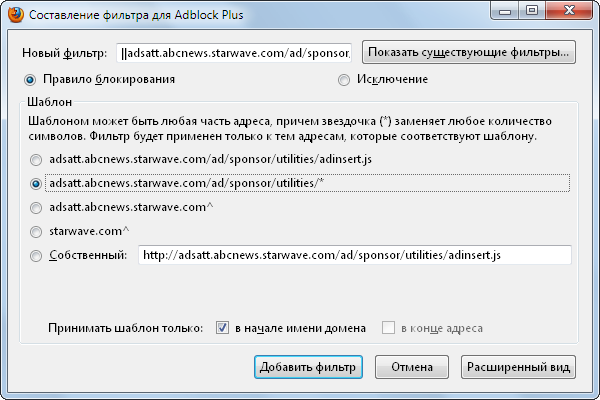 Составление фильтра для Adblock Plus
Новый фильтр: ||adsatt.abcnews.starwave.com/ad/sponsor, Показать существующие фильтры...
Правило блокирования Исключение
Шаблон
Шаблоном может быть любая часть адреса, причем звездочка (*) заменяет любое количество
символов. Фильтр будет применен только к тем адресам, которые соответствуют шаблону.
adsatt.abcnews.starwave.com/ad/sponsor/utilities/adinsert.js
adsatt.abcnews.starwave.com/ad/sponsor/utilities/*
adsatt.abcnews.starwave.com^
starwave.com^
Собственный: http://adsatt.abcnews.starwave.com/ad/sponsor/utilities/adinsert.js
Принимать шаблон только: в начале имени домена в конце адреса
Добавить фильтр Отмена Расширенный вид